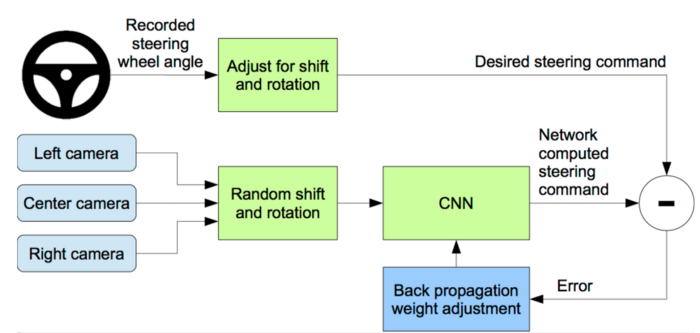 Recorded
steering
wheel angle
Adjust for shift
and rotation
Desired steering command
Left camera
Center camera
Right camera
Random shift
and rotation
CNN
Network
computed
steering
command
-
Back propagation
weight adjustment
Error